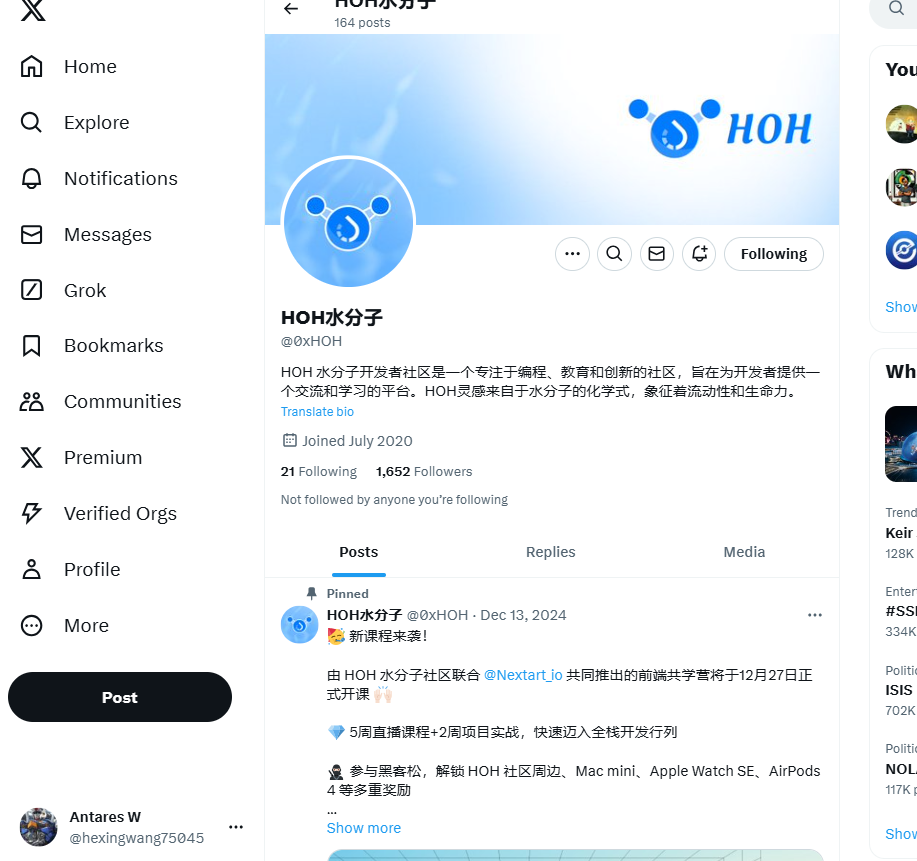 HOH水分子
164 posts
Home
Explore
Notifications
Messages
Grok
Bookmarks
Communities
Premium
Verified Orgs
Profile
More
Post
Antares W
@hexingwang75045
HOH
Following
HOH水分子
@0xHOH
HOH 水分子开发者社区是一个专注于编程、教育和创新的社区，旨在为开发者提供一
个交流和学习的平台。HOH灵感来自于水分子的化学式，象征着流动性和生命力。
Translate bio
Joined July 2020
21 Following 1,652 Followers
Not followed by anyone you’re following
Posts Replies Media
Pinned
HOH水分子 @0xHOH · Dec 13, 2024
🥳 新课程来袭！
由 HOH 水分子社区联合 @Nextart_io 共同推出的前端共学营将于12月27日正
式开课 🙌🏻
💎 5周直播课程+2周项目实战，快速迈入全栈开发行列
🥷 参与黑客松，解锁 HOH 社区周边、Mac mini、Apple Watch SE、AirPods
4 等多重奖励
...
Show more
You
Show
Wh
Trend
Keir
128K
Enter
#SSI
334K
Politi
ISIS
702K
Politi
NOL
117K p
Show